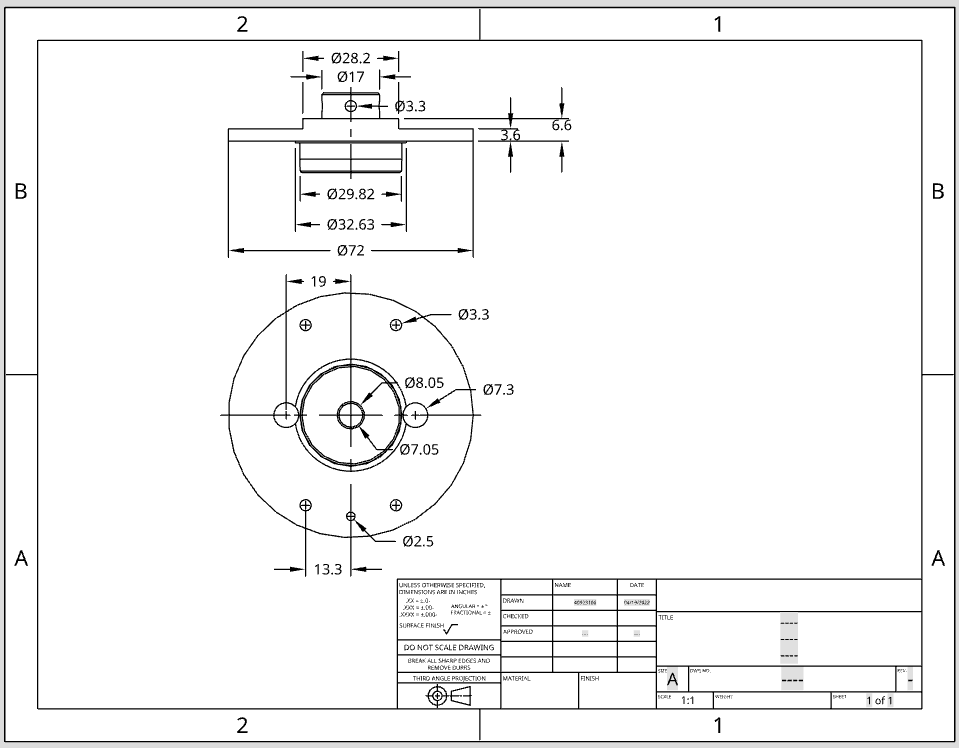 2 1
Ø28.2
Ø17
Ø3.3
6.6
3.6
B B
Ø29.82
Ø32.63
Ø72
19
Ø3.3
Ø8.05
Ø7.3
Ø7.05
Ø2.5
A A
13.3
UNLESS OTHERWISE SPECIFIED,
DIMENSIONS ARE IN INCHES
.XX = ±.0-
.XXX = ±.00-
.XXXX = ±.000-
ANGULAR = ± °
FRACTIONAL = ±
SURFACE FINISH
DO NOT SCALE DRAWING
BREAK ALL SHARP EDGES AND
REMOVE BURRS
THIRD ANGLE PROJECTION
NAME DATE
DRAWN
CHECKED
APPROVED
MATERIAL FINISH
TITLE
----
----
----
SIZE
A
DWG NO.
----
REV.
-
SCALE 1:1 WEIGHT SHEET 1 of 1
2 1